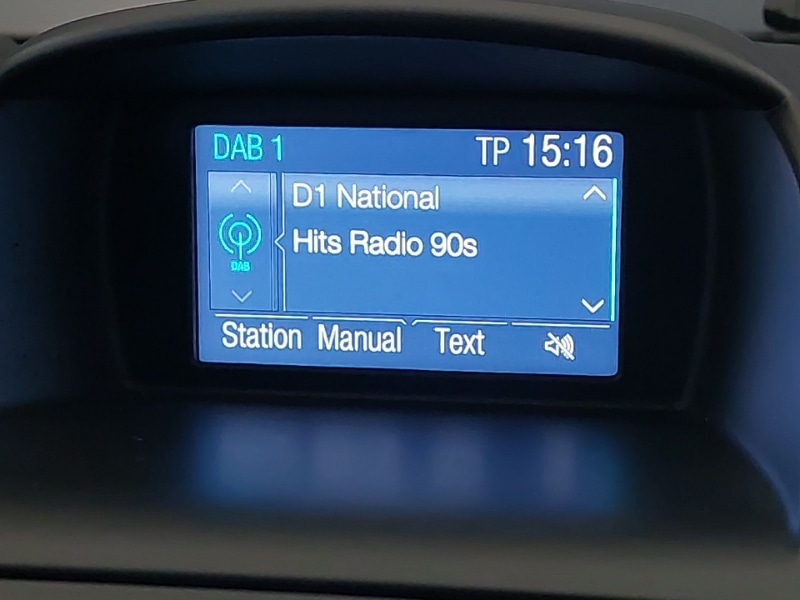 DAB 1 TP 15:16
D1 National
Hits Radio 90s
DAB
Station Manual Text